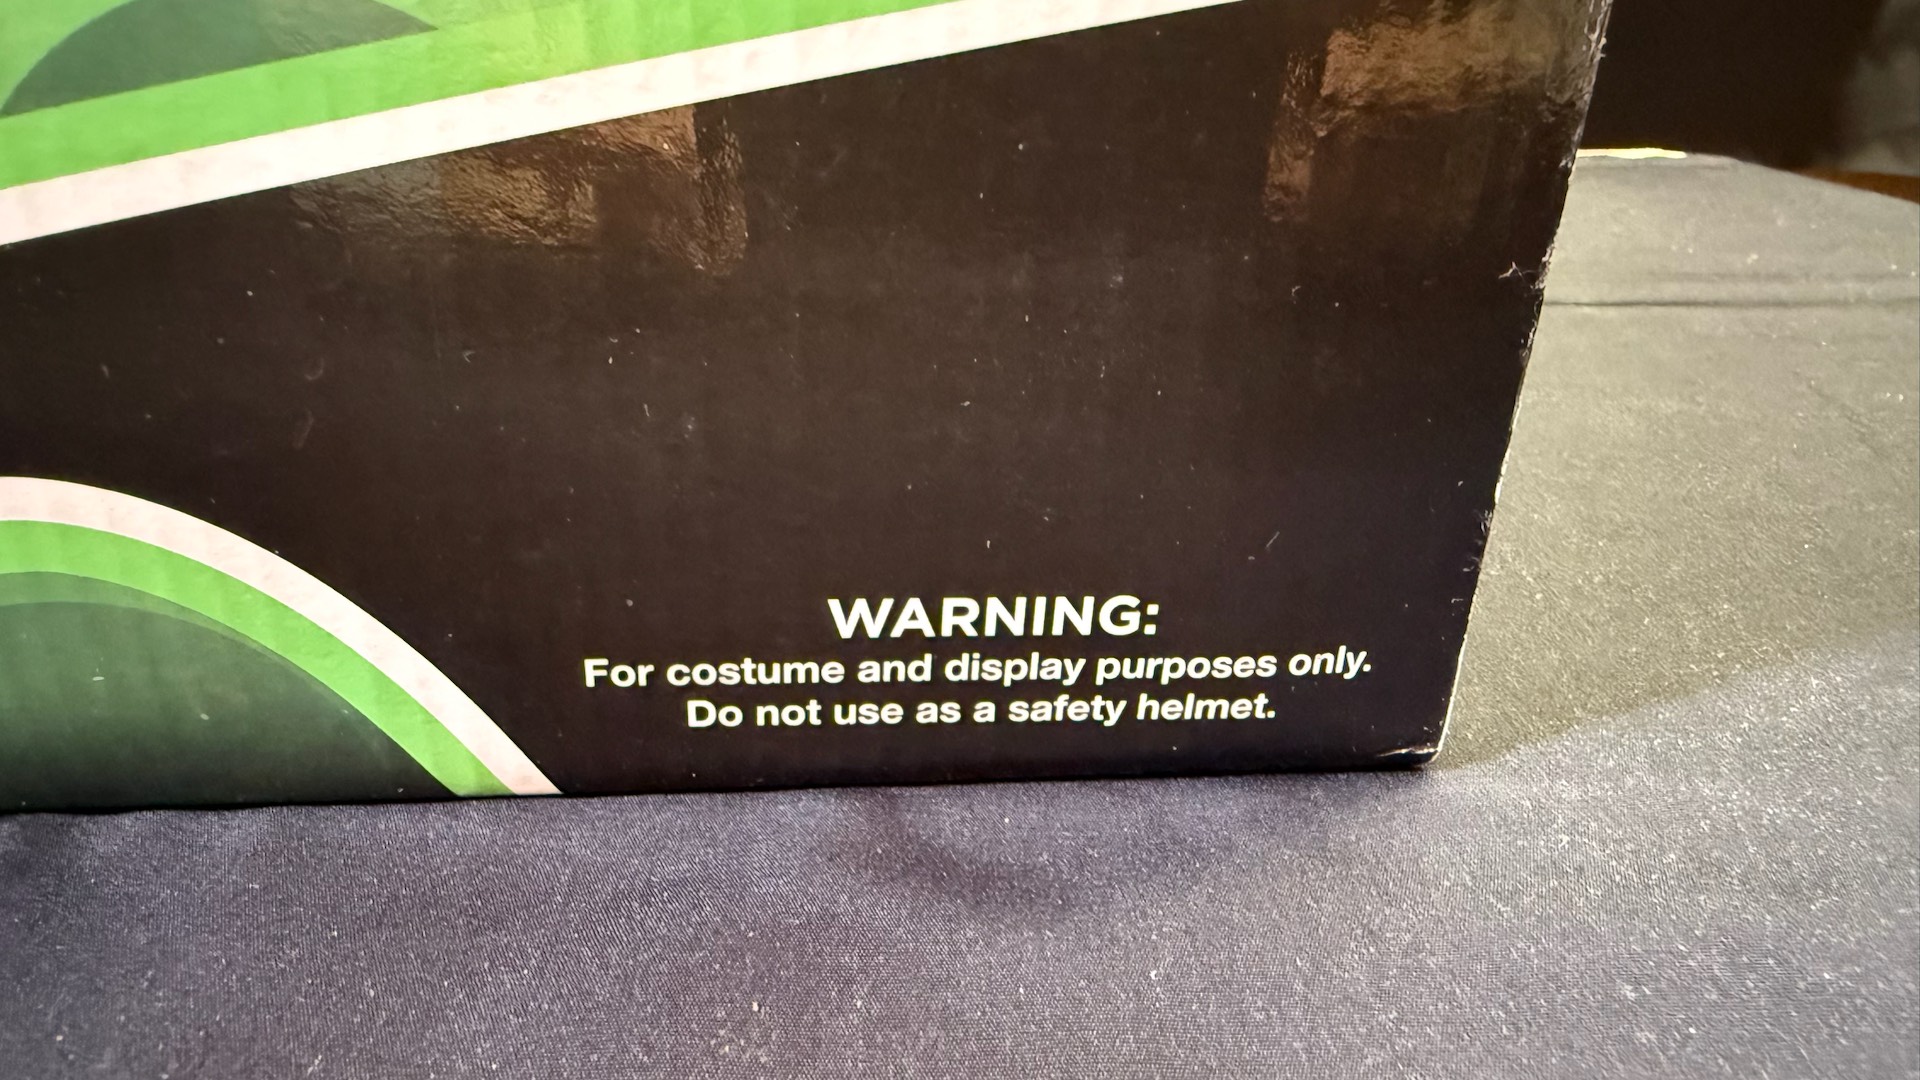 WARNING:
For costume and display purposes only.
Do not use as a safety helmet.